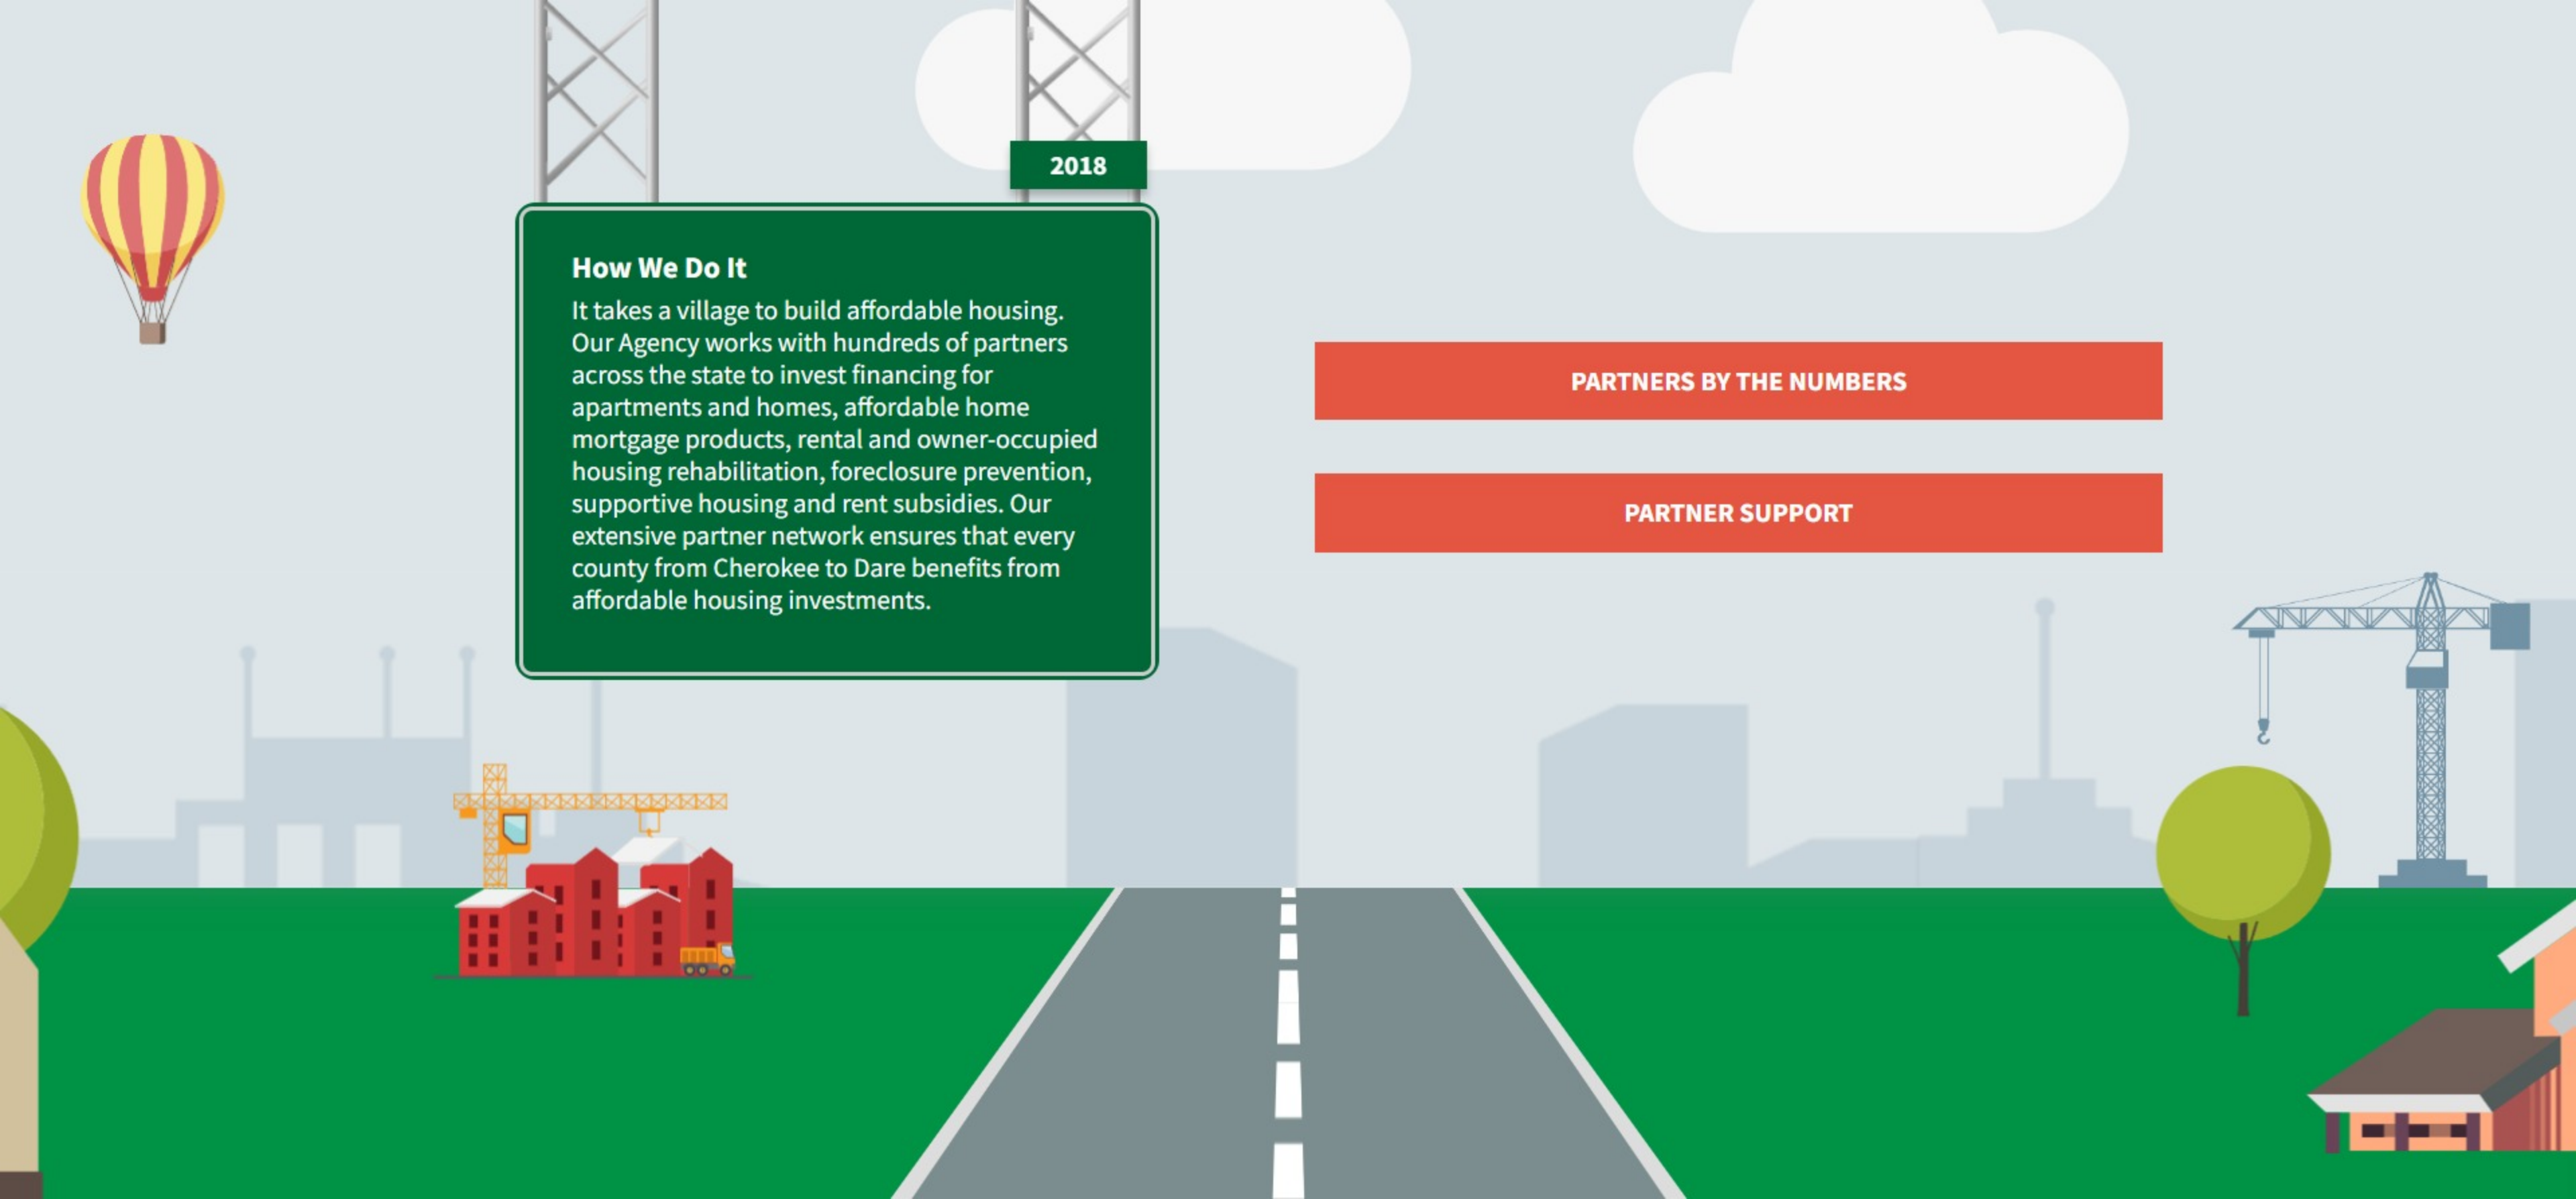 2018
How We Do It
It takes a village to build affordable housing.
Our Agency works with hundreds of partners
across the state to invest financing for
apartments and homes, affordable home
mortgage products, rental and owner-occupied
housing rehabilitation, foreclosure prevention,
supportive housing and rent subsidies. Our
extensive partner network ensures that every
county from Cherokee to Dare benefits from
affordable housing investments.
PARTNERS BY THE NUMBERS
PARTNER SUPPORT